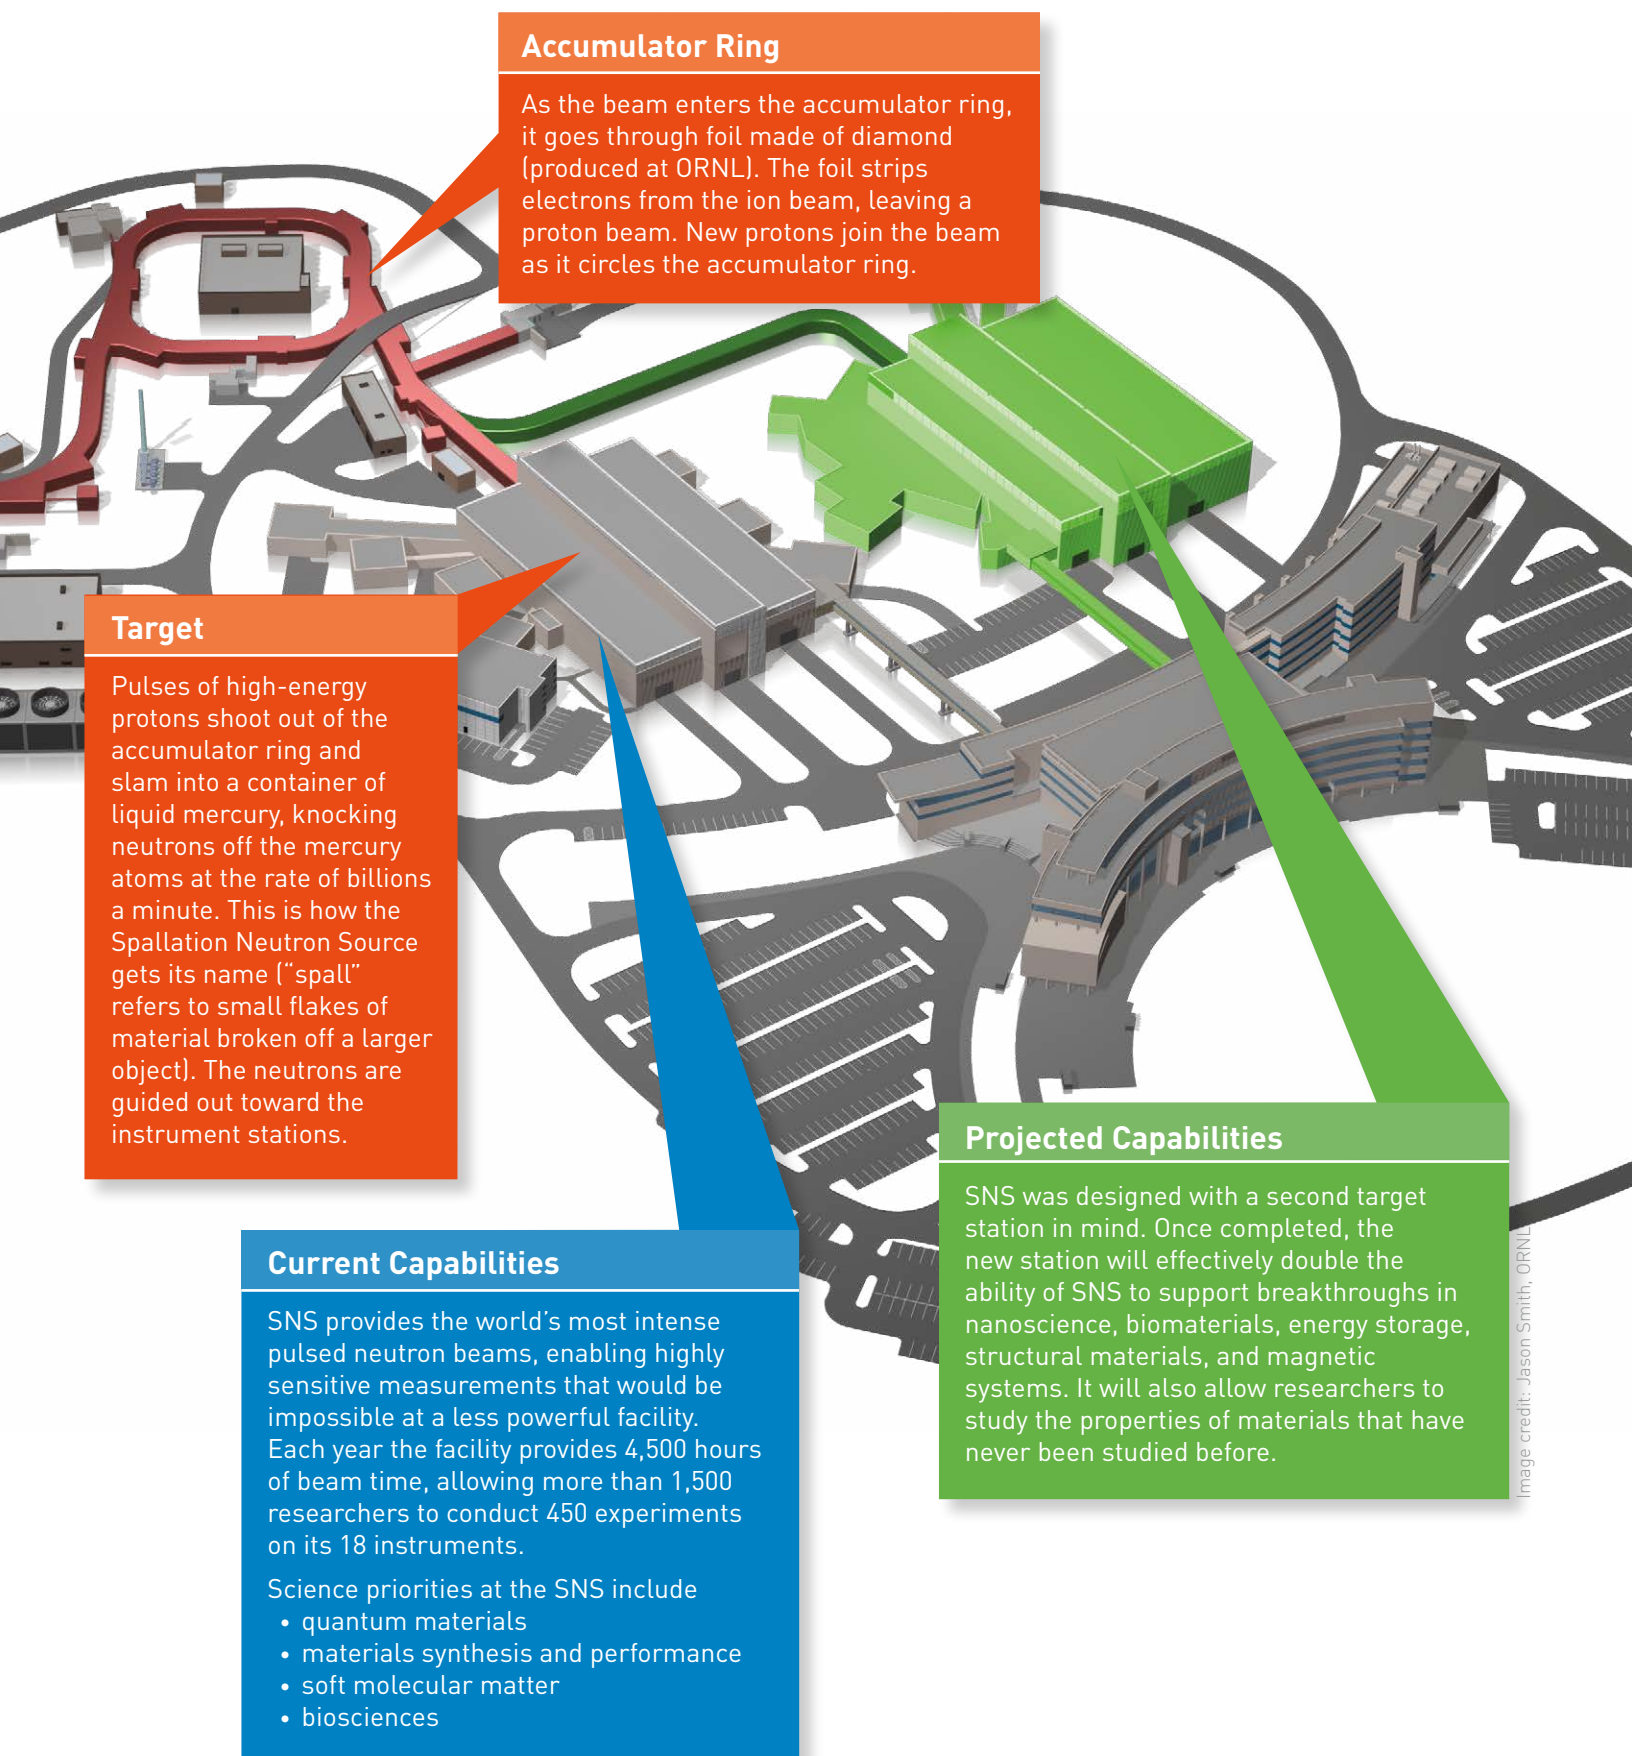 Accumulator Ring
As the beam enters the accumulator ring,
it goes through foil made of diamond
(produced at ORNL). The foil strips
electrons from the ion beam, leaving a
proton beam. New protons join the beam
as it circles the accumulator ring.
Target
Pulses of high-energy
protons shoot out of the
accumulator ring and
slam into a container of
liquid mercury, knocking
neutrons off the mercury
atoms at the rate of billions
a minute. This is how the
Spallation Neutron Source
gets its name (“spall”
refers to small flakes of
material broken off a larger
object). The neutrons are
guided out toward the
instrument stations.
Current Capabilities
SNS provides the world’s most intense
pulsed neutron beams, enabling highly
sensitive measurements that would be
impossible at a less powerful facility.
Each year the facility provides 4,500 hours
of beam time, allowing more than 1,500
researchers to conduct 450 experiments
on its 18 instruments.
Science priorities at the SNS include
• quantum materials
• materials synthesis and performance
• soft molecular matter
• biosciences
Projected Capabilities
SNS was designed with a second target
station in mind. Once completed, the
new station will effectively double the
ability of SNS to support breakthroughs in
nanoscience, biomaterials, energy storage,
structural materials, and magnetic
systems. It will also allow researchers to
study the properties of materials that have
never been studied before.
Image credit: Jason Smith, ORNL